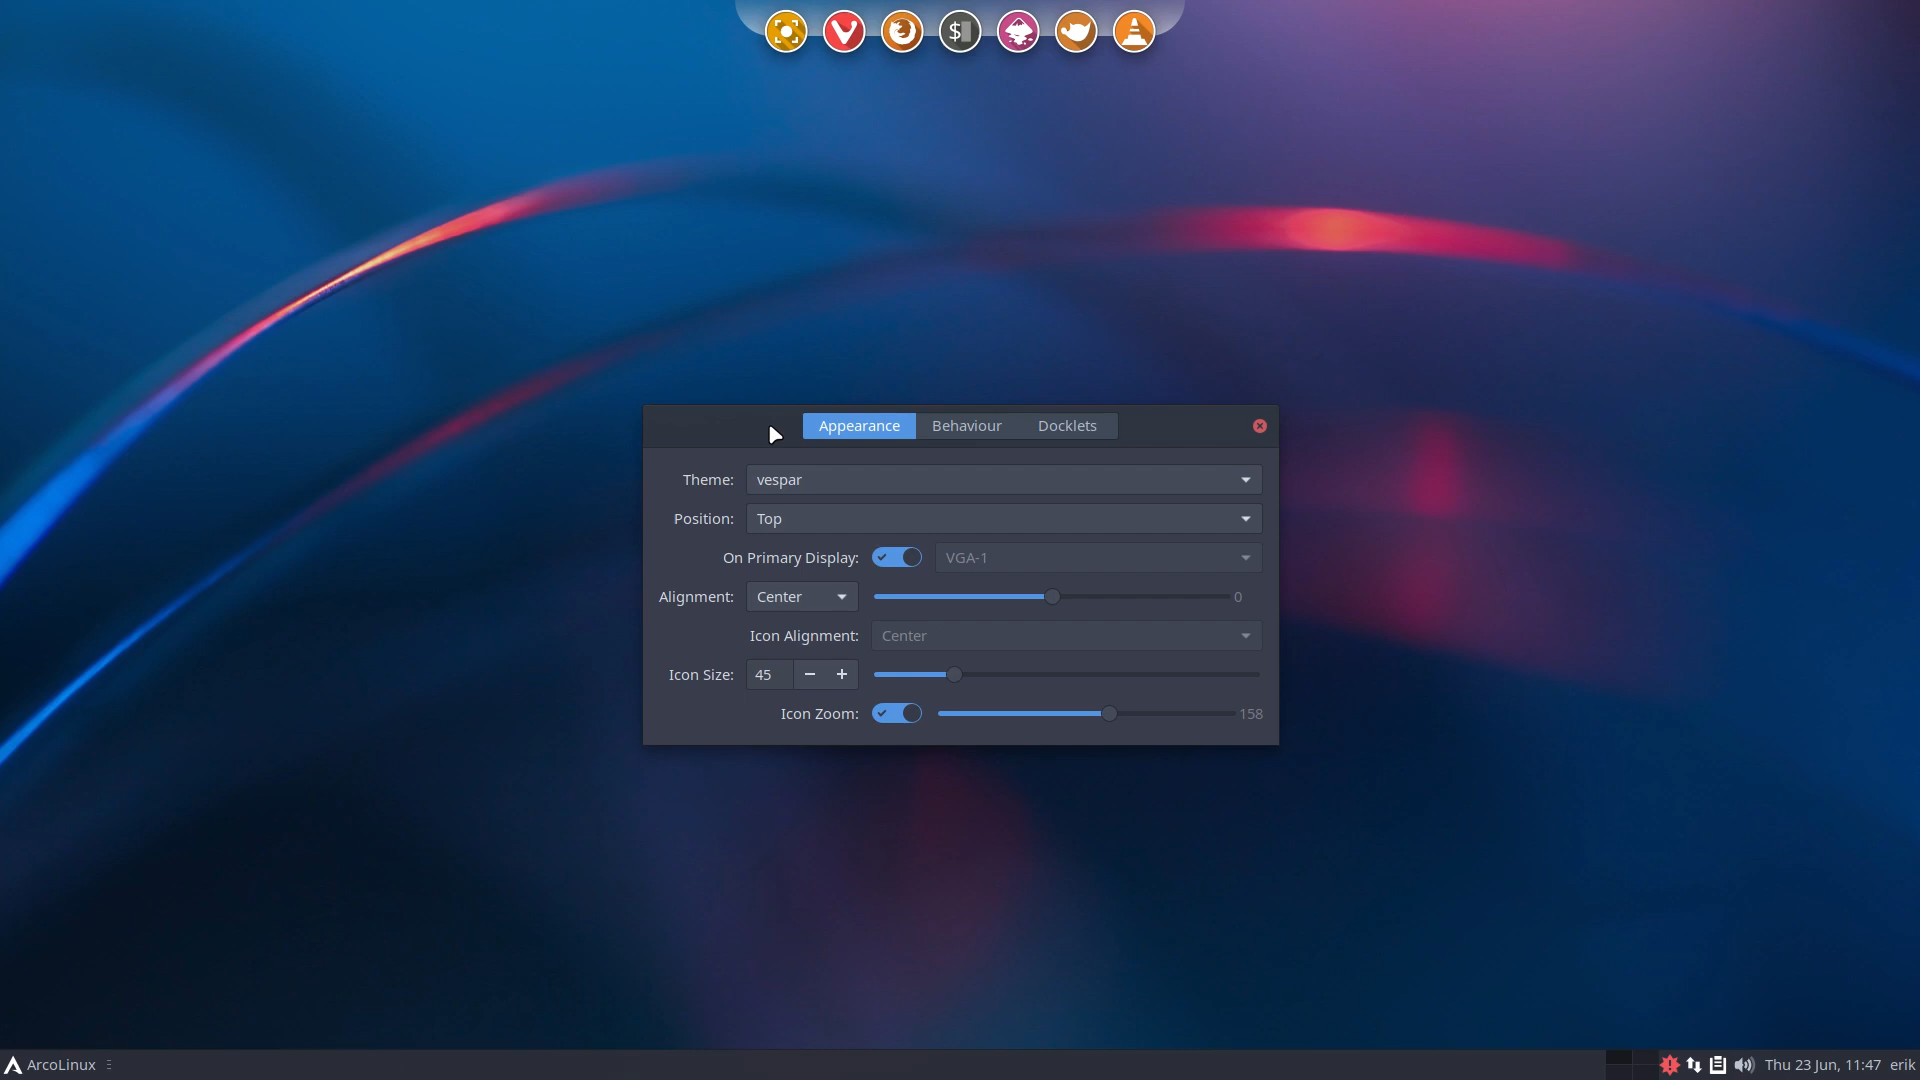 $
Appearance Behaviour Docklets
Theme: vespar
Position: Top
On Primary Display: VGA-1
Alignment: Center 0
Icon Alignment: Center
Icon Size: 45 − +
Icon Zoom: 158
ArcoLinux Thu 23 Jun, 11:47 erik